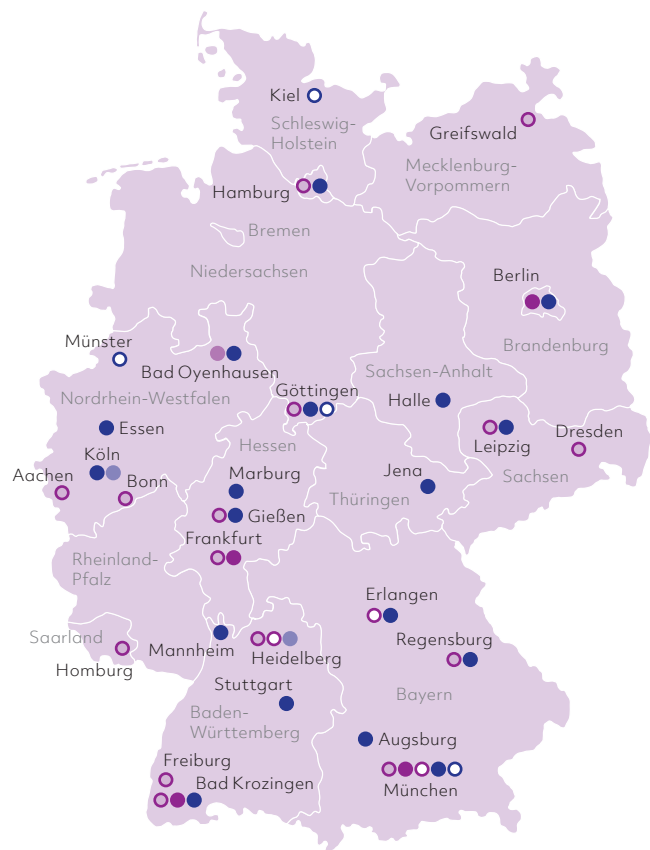 Kiel
Schleswig-
Holstein
Greifswald
Mecklenburg-
Vorpommern
Hamburg
Bremen
Niedersachsen
Berlin
Brandenburg
Münster
Bad Oyenhausen
Nordrhein-Westfalen
Göttingen
Sachsen-Anhalt
Halle
Essen
Hessen
Leipzig
Dresden
Köln
Aachen
Bonn
Marburg
Jena
Thüringen
Sachsen
Gießen
Frankfurt
Rheinland-
Pfalz
Erlangen
Saarland
Homburg
Mannheim
Heidelberg
Regensburg
Stuttgart
Bayern
Baden-
Württemberg
Augsburg
Freiburg
Bad Krozingen
München